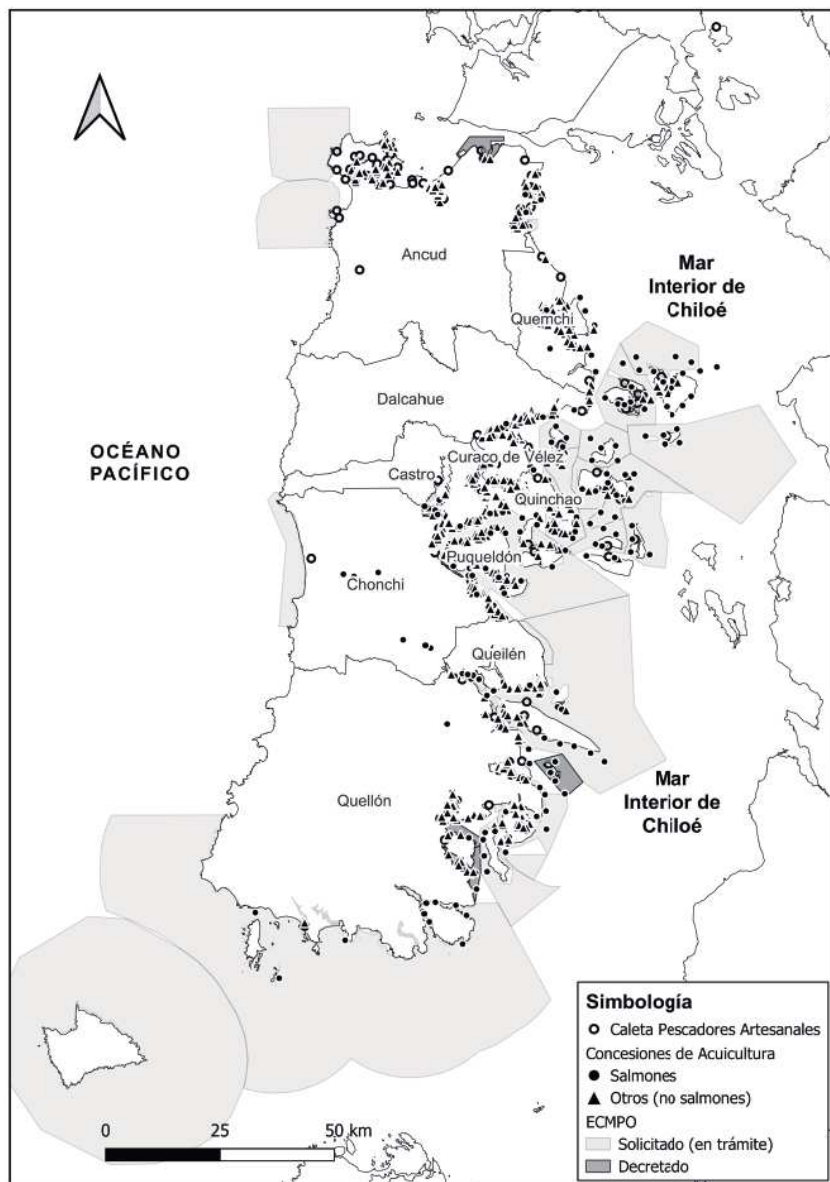 Ancud
Mar
Interior de
Chiloé
Quemchi
Dalcahue
OCÉANO
PACÍFICO
Curaco de Vélez
Castro
Quinchao
Puqueldón
Chonchi
Queilén
Mar
Interior de
Chiloé
Quellón
Simbología
Caleta Pescadores Artesanales
Concesiones de Acuicultura
Salmones
Otros (no salmones)
ECMPO
Solicitado (en trámite)
Decretado
0 25 50 km